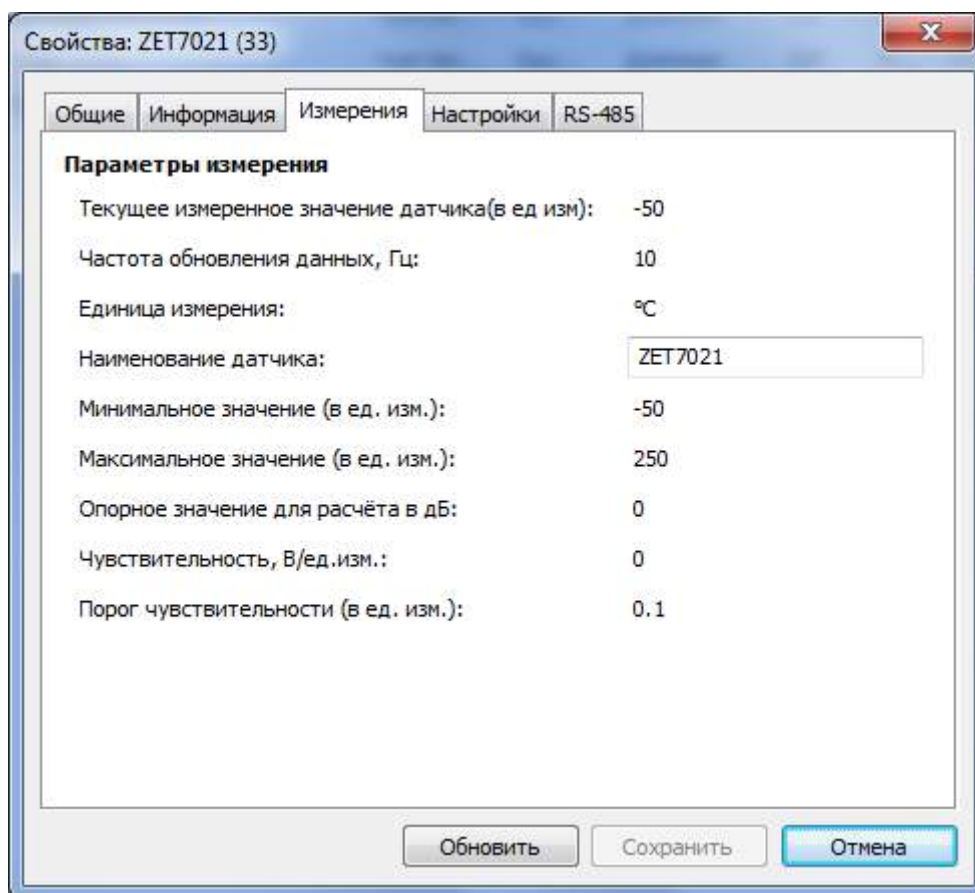 Свойства: ZET7021 (33)
Общие Информация Измерения Настройки RS-485
Параметры измерения
Текущее измеренное значение датчика(в ед изм): -50
Частота обновления данных, Гц: 10
Единица измерения: °C
Наименование датчика: ZET7021
Минимальное значение (в ед. изм.): -50
Максимальное значение (в ед. изм.): 250
Опорное значение для расчёта в дБ: 0
Чувствительность, В/ед.изм.: 0
Порог чувствительности (в ед. изм.): 0.1
Обновить Сохранить Отмена